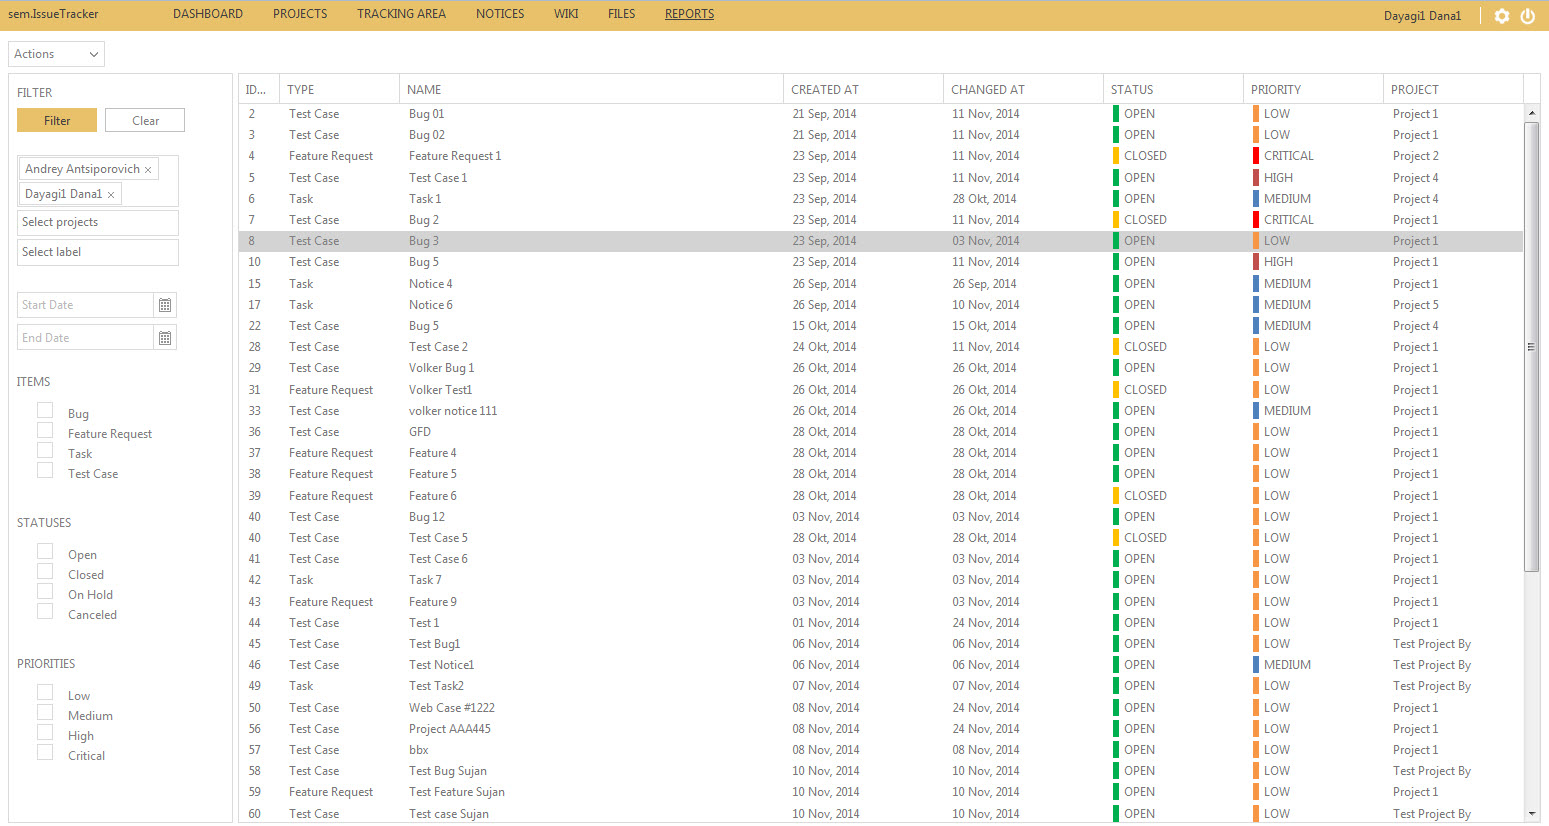 sem.IssueTracker DASHBOARD PROJECTS TRACKING AREA NOTICES WIKI FILES REPORTS Dayagi1 Dana1
Actions
FILTER
Filter Clear
Andrey Antsiporovich ×
Dayagi1 Dana1 ×
Select projects
Select label
Start Date
End Date
ITEMS
Bug
Feature Request
Task
Test Case
STATUSES
Open
Closed
On Hold
Canceled
PRIORITIES
Low
Medium
High
Critical
ID... TYPE NAME CREATED AT CHANGED AT STATUS PRIORITY PROJECT
2 Test Case Bug 01 21 Sep, 2014 11 Nov, 2014 OPEN LOW Project 1
3 Test Case Bug 02 21 Sep, 2014 11 Nov, 2014 OPEN LOW Project 1
4 Feature Request Feature Request 1 23 Sep, 2014 11 Nov, 2014 CLOSED CRITICAL Project 2
5 Test Case Test Case 1 23 Sep, 2014 11 Nov, 2014 OPEN HIGH Project 4
6 Task Task 1 23 Sep, 2014 28 Okt, 2014 OPEN MEDIUM Project 4
7 Test Case Bug 2 23 Sep, 2014 11 Nov, 2014 CLOSED CRITICAL Project 1
8 Test Case Bug 3 23 Sep, 2014 03 Nov, 2014 OPEN LOW Project 1
10 Test Case Bug 5 23 Sep, 2014 11 Nov, 2014 OPEN HIGH Project 1
15 Task Notice 4 26 Sep, 2014 26 Sep, 2014 OPEN MEDIUM Project 1
17 Task Notice 6 26 Sep, 2014 10 Nov, 2014 OPEN MEDIUM Project 5
22 Test Case Bug 5 15 Okt, 2014 15 Okt, 2014 OPEN MEDIUM Project 4
28 Test Case Test Case 2 24 Okt, 2014 11 Nov, 2014 CLOSED LOW Project 1
29 Test Case Volker Bug 1 26 Okt, 2014 26 Okt, 2014 OPEN LOW Project 1
31 Feature Request Volker Test1 26 Okt, 2014 26 Okt, 2014 CLOSED LOW Project 1
33 Test Case volker notice 111 26 Okt, 2014 26 Okt, 2014 OPEN MEDIUM Project 1
36 Test Case GFD 28 Okt, 2014 28 Okt, 2014 OPEN LOW Project 1
37 Feature Request Feature 4 28 Okt, 2014 28 Okt, 2014 OPEN LOW Project 1
38 Feature Request Feature 5 28 Okt, 2014 28 Okt, 2014 OPEN LOW Project 1
39 Feature Request Feature 6 28 Okt, 2014 28 Okt, 2014 CLOSED LOW Project 1
40 Test Case Bug 12 03 Nov, 2014 03 Nov, 2014 OPEN LOW Project 1
40 Test Case Test Case 5 28 Okt, 2014 28 Okt, 2014 CLOSED LOW Project 1
41 Test Case Test Case 6 03 Nov, 2014 03 Nov, 2014 OPEN LOW Project 1
42 Task Task 7 03 Nov, 2014 03 Nov, 2014 OPEN LOW Project 1
43 Feature Request Feature 9 03 Nov, 2014 03 Nov, 2014 OPEN LOW Project 1
44 Test Case Test 1 01 Nov, 2014 24 Nov, 2014 OPEN LOW Project 1
45 Test Case Test Bug1 06 Nov, 2014 06 Nov, 2014 OPEN LOW Test Project By
46 Test Case Test Notice1 06 Nov, 2014 06 Nov, 2014 OPEN MEDIUM Test Project By
49 Task Test Task2 07 Nov, 2014 07 Nov, 2014 OPEN LOW Test Project By
50 Test Case Web Case #1222 08 Nov, 2014 24 Nov, 2014 OPEN LOW Project 1
56 Test Case Project AAA445 08 Nov, 2014 24 Nov, 2014 OPEN LOW Project 1
57 Test Case bbx 08 Nov, 2014 08 Nov, 2014 OPEN LOW Project 1
58 Test Case Test Bug Sujan 10 Nov, 2014 10 Nov, 2014 OPEN LOW Test Project By
59 Feature Request Test Feature Sujan 10 Nov, 2014 10 Nov, 2014 OPEN LOW Project 1
60 Test Case Test case Sujan 10 Nov, 2014 10 Nov, 2014 OPEN LOW Test Project By